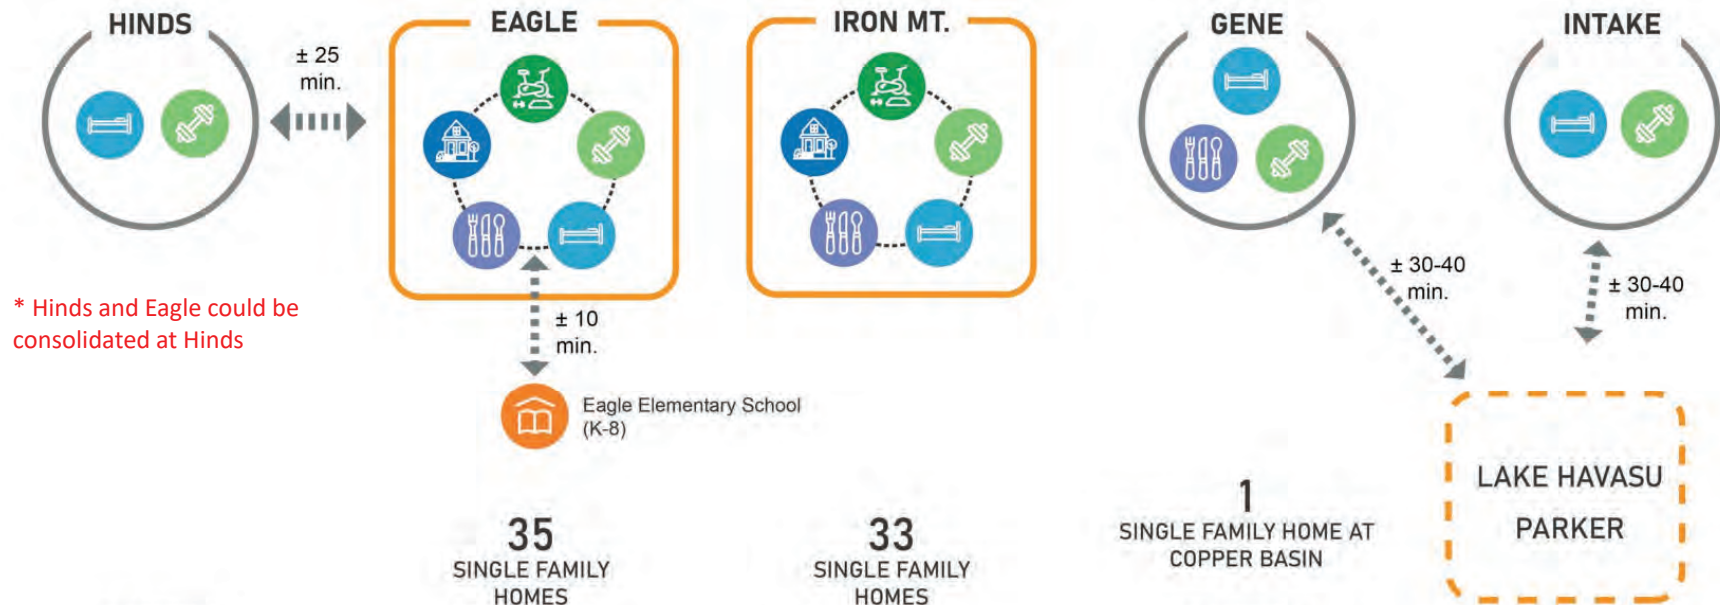 HINDS
± 25
min.
EAGLE
IRON MT.
GENE
INTAKE
* Hinds and Eagle could be
consolidated at Hinds
± 10
min.
Eagle Elementary School
(K-8)
± 30-40
min.
± 30-40
min.
35
SINGLE FAMILY
HOMES
33
SINGLE FAMILY
HOMES
1
SINGLE FAMILY HOME AT
COPPER BASIN
LAKE HAVASU
PARKER